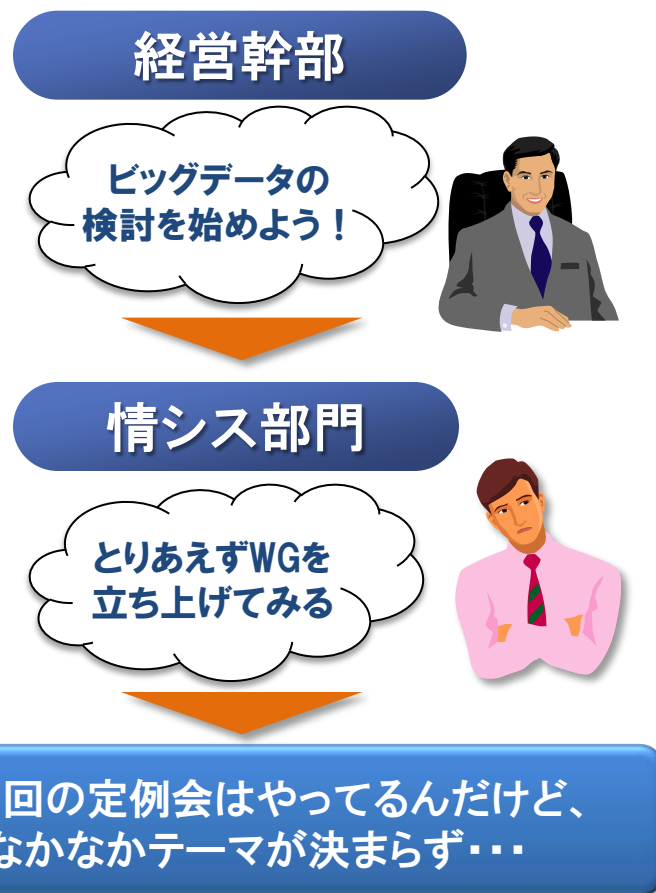 経営幹部
ビッグデータの
検討を始めよう！
情シス部門
とりあえずWGを
立ち上げてみる
回の定例会はやってるんだけど、
なかなかテーマが決まらず・・・